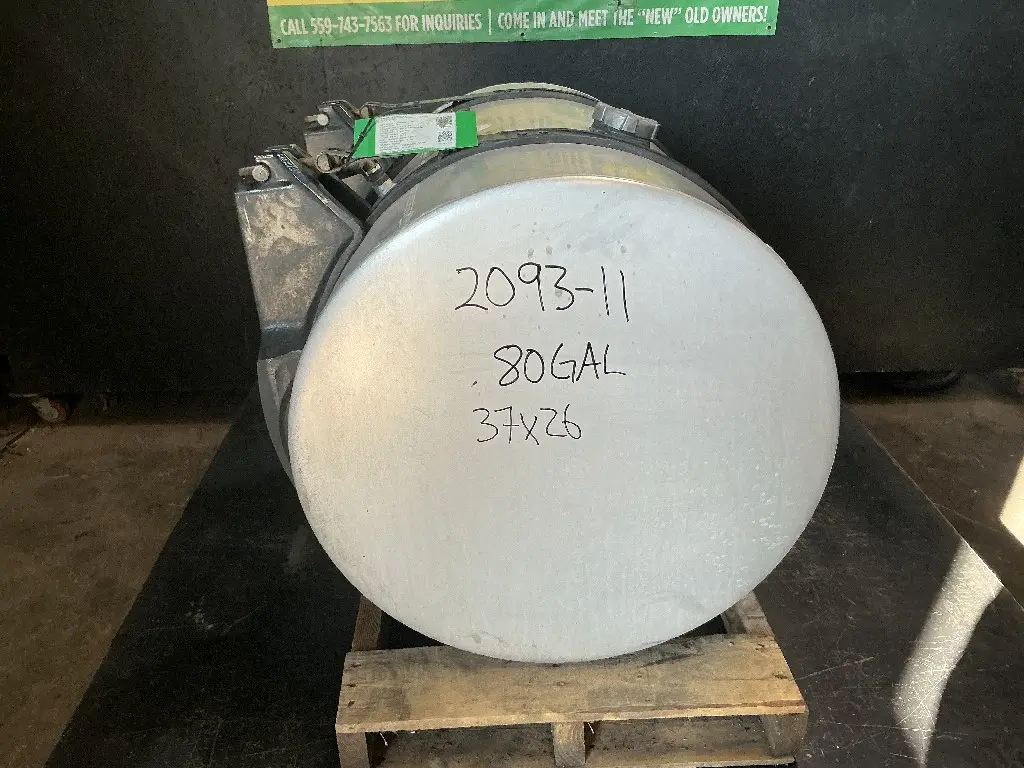 CALL 559-743-7563 FOR INQUIRIES | COME IN AND MEET THE "NEW" OLD OWNERS!
2093-11
80GAL
37x26